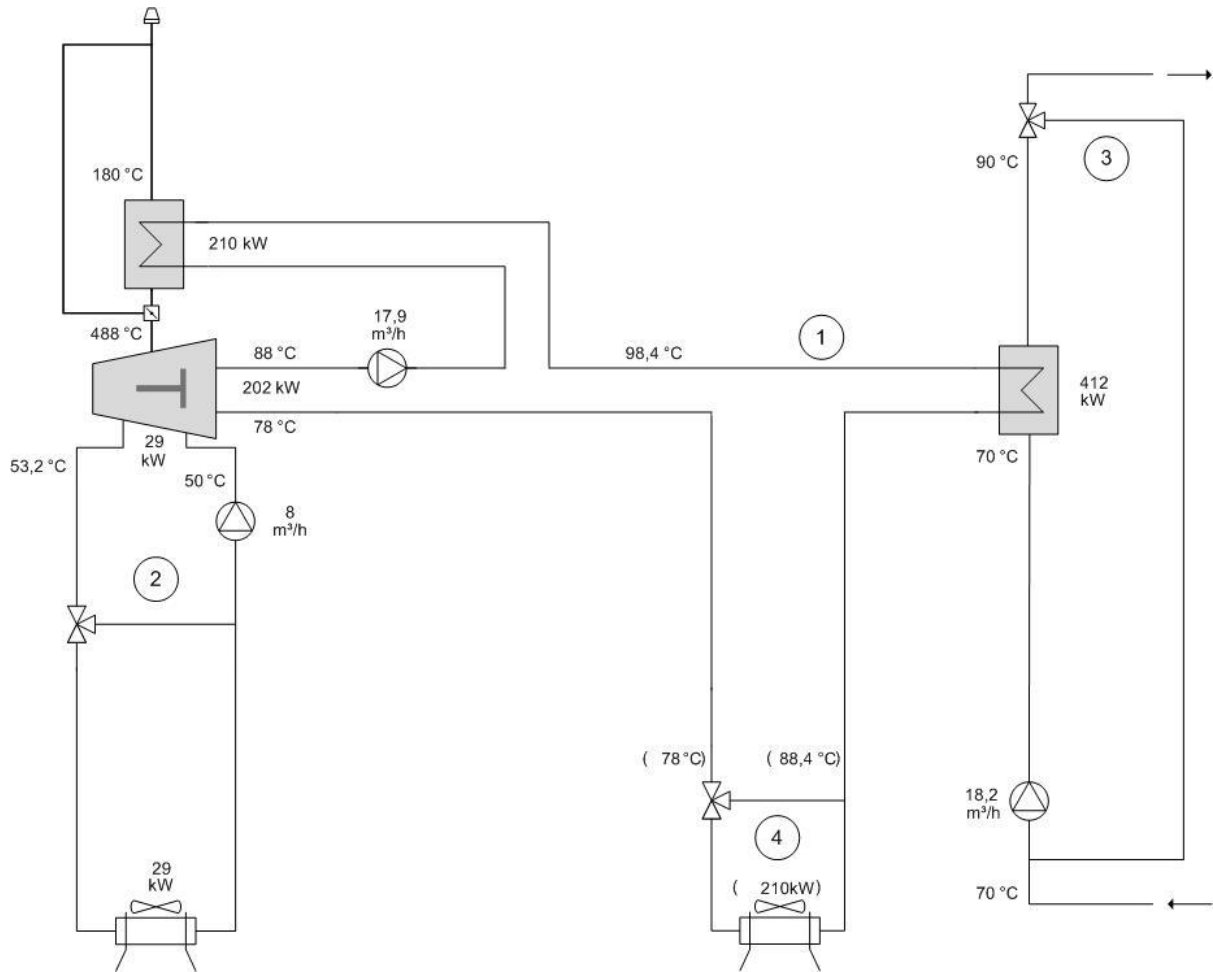 180 °C
210 kW
488 °C
17,9
m³/h
88 °C
202 kW
78 °C
98,4 °C
1
90 °C
3
412
kW
70 °C
29
kW
53,2 °C
50 °C
8
m³/h
2
( 78 °C)
( 88,4 °C)
18,2
m³/h
4
29
kW
( 210kW)
70 °C